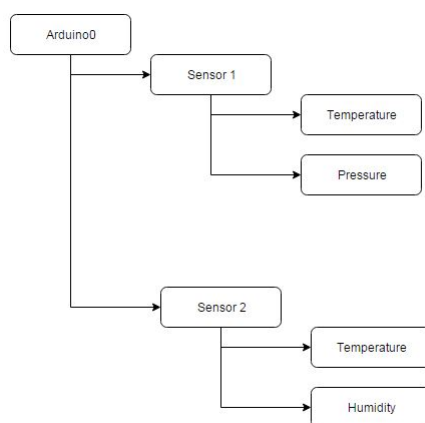 Arduino0
Sensor 1
Temperature
Pressure
Sensor 2
Temperature
Humidity